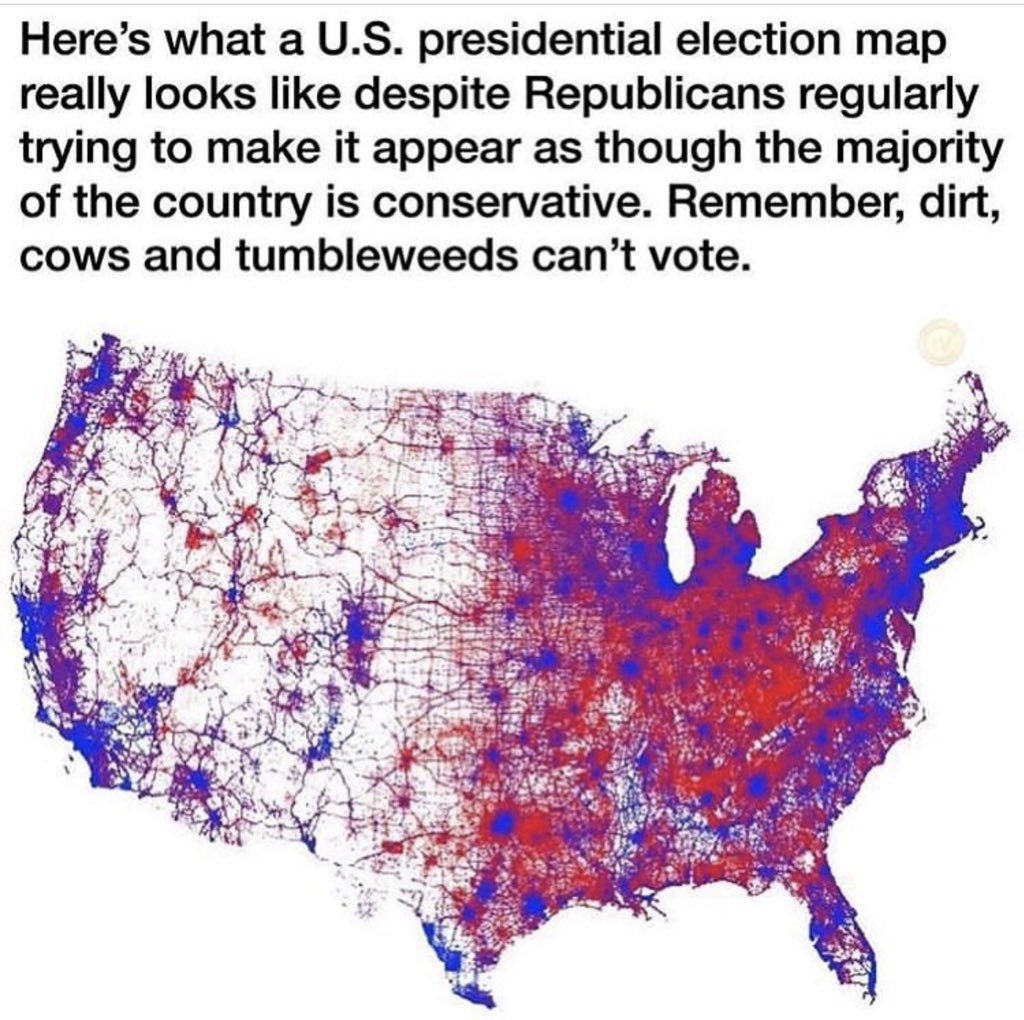 Here’s what a U.S. presidential election map
really looks like despite Republicans regularly
trying to make it appear as though the majority
of the country is conservative. Remember, dirt,
cows and tumbleweeds can’t vote.